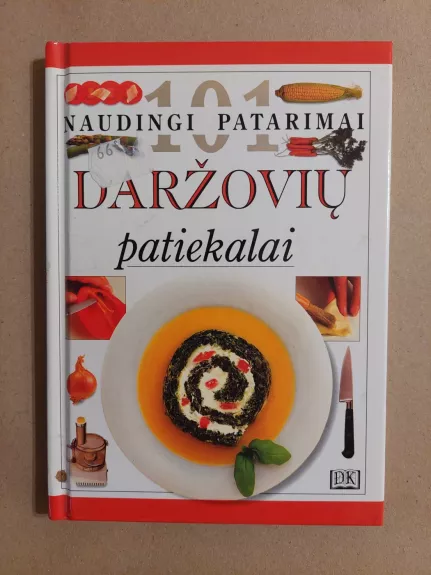 101
NAUDINGI PATARIMAI
DARŽOVIŲ
patiekalai
DK